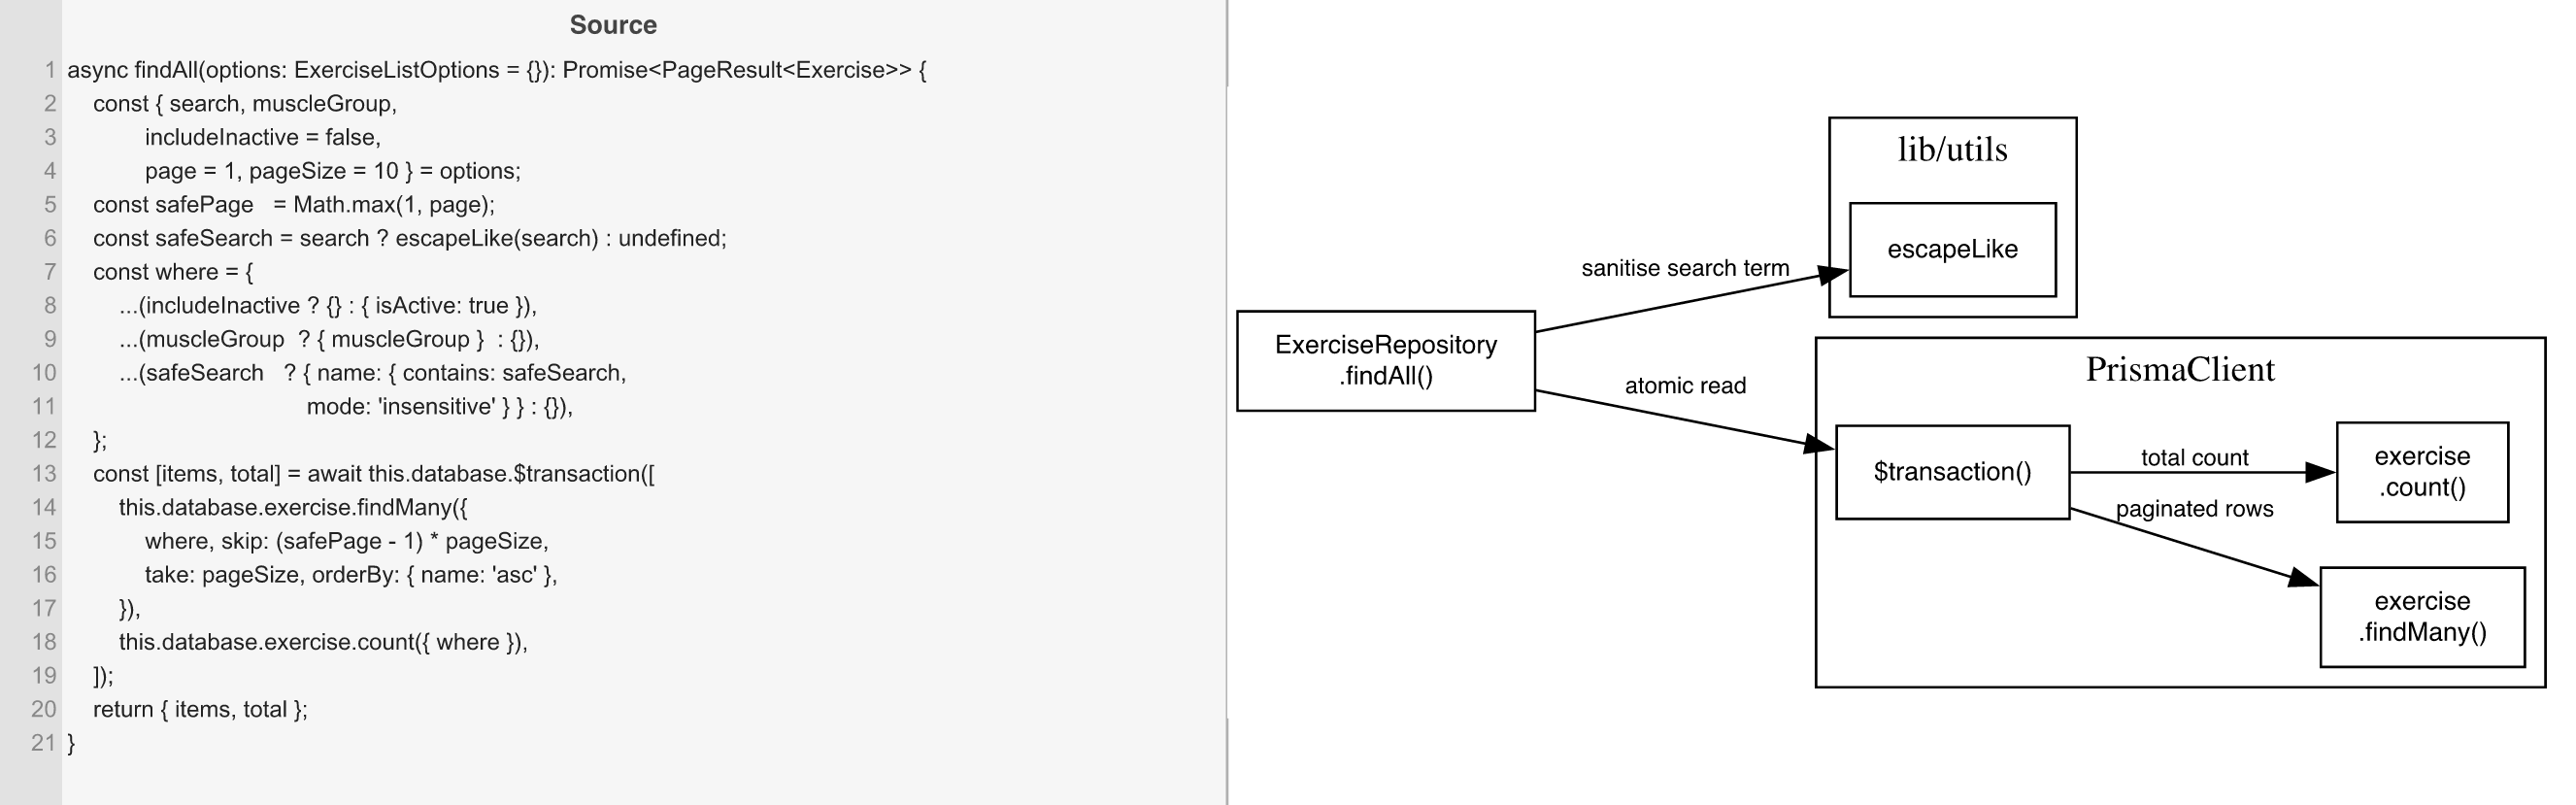 Source
1 async findAll(options: ExerciseListOptions = {}): Promise<PageResult<Exercise>> {
2 const { search, muscleGroup,
3 includeInactive = false,
4 page = 1, pageSize = 10 } = options;
5 const safePage = Math.max(1, page);
6 const safeSearch = search ? escapeLike(search) : undefined;
7 const where = {
8 ...(includeInactive ? {} : { isActive: true }),
9 ...(muscleGroup ? { muscleGroup } : {}),
10 ...(safeSearch ? { name: { contains: safeSearch,
11 mode: 'insensitive' } } : {}),
12 };
13 const [items, total] = await this.database.$transaction([
14 this.database.exercise.findMany({
15 where, skip: (safePage - 1) * pageSize,
16 take: pageSize, orderBy: { name: 'asc' },
17 }),
18 this.database.exercise.count({ where }),
19 ]);
20 return { items, total };
21 }
ExerciseRepository
.findAll()
sanitise search term
atomic read
lib/utils
escapeLike
PrismaClient
$transaction()
total count
paginated rows
exercise
.count()
exercise
.findMany()